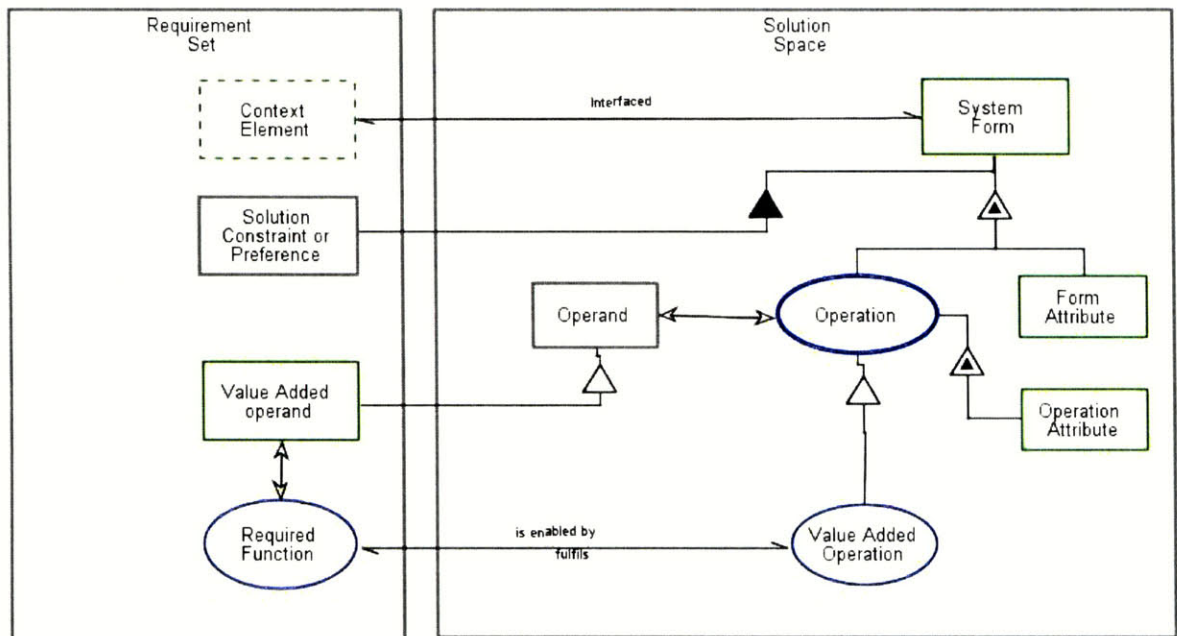 Requirement
Set
Solution
Space
Context
Element
Interfaced
System
Form
Solution
Constraint or
Preference
Operand
Operation
Form
Attribute
Value Added
operand
Operation
Attribute
Required
Function
is enabled by
fulfils
Value Added
Operation